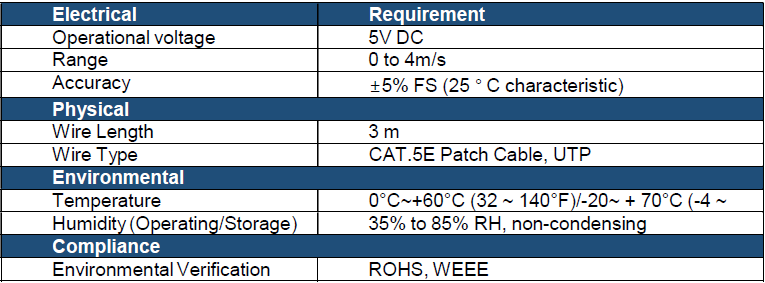 Electrical Requirement
Operational voltage 5V DC
Range 0 to 4m/s
Accuracy ±5% FS (25 ° C characteristic)
Physical
Wire Length 3 m
Wire Type CAT.5E Patch Cable, UTP
Environmental
Temperature 0°C~+60°C (32 ~ 140°F)/-20~ + 70°C (-4 ~
Humidity (Operating/Storage) 35% to 85% RH, non-condensing
Compliance
Environmental Verification ROHS, WEEE